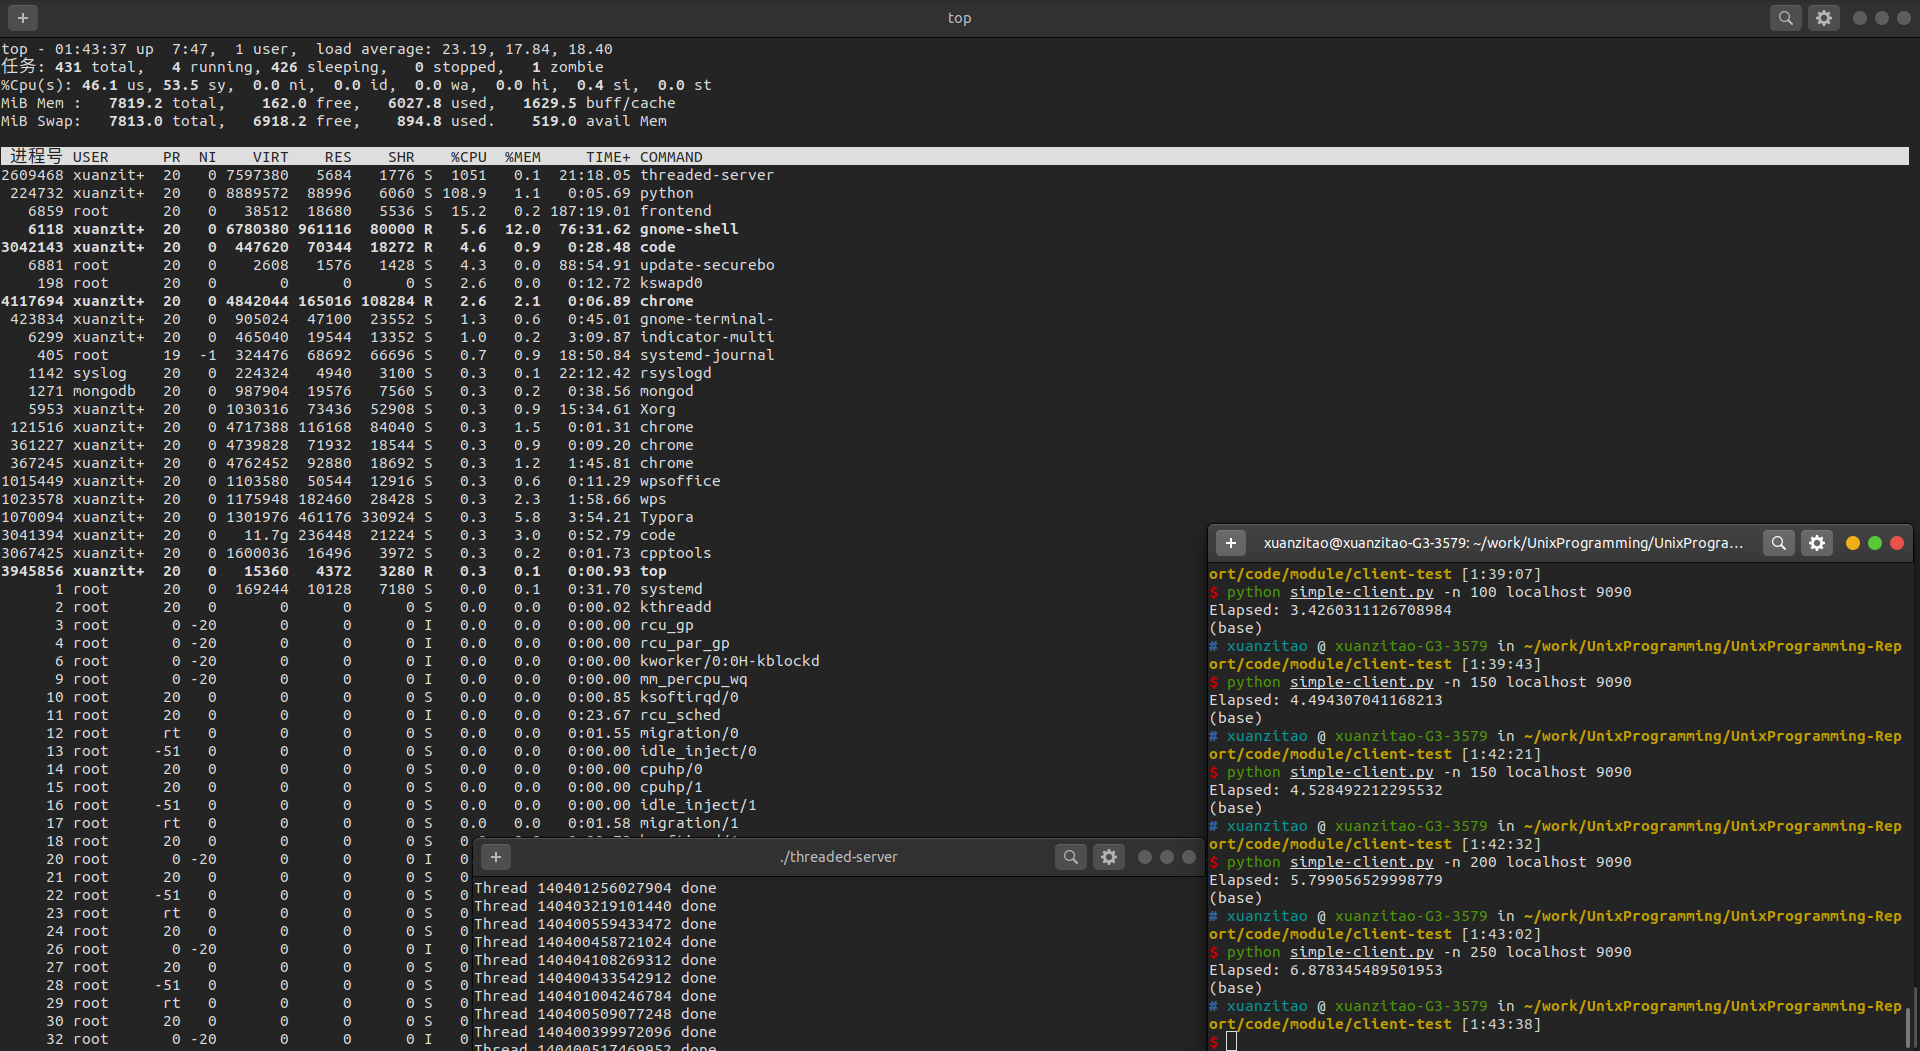 top
top - 01:43:37 up  7:47,  1 user,  load average: 23.19, 17.84, 18.40
任务: 431 total,   4 running, 426 sleeping,   0 stopped,   1 zombie
%Cpu(s): 46.1 us, 53.5 sy,  0.0 ni,  0.0 id,  0.0 wa,  0.0 hi,  0.4 si,  0.0 st
MiB Mem :   7819.2 total,    162.0 free,   6027.8 used,   1629.5 buff/cache
MiB Swap:   7813.0 total,   6918.2 free,    894.8 used.    519.0 avail Mem
进程号 USER      PR  NI    VIRT    RES    SHR    %CPU  %MEM     TIME+ COMMAND
2609468 xuanzit+  20   0 7597380   5684   1776 S  1051   0.1  21:18.05 threaded-server
224732 xuanzit+  20   0 8889572  88996   6060 S 108.9   1.1   0:05.69 python
6859 root      20   0   38512  18680   5536 S  15.2   0.2 187:19.01 frontend
6118 xuanzit+  20   0 6780380 961116  80000 R   5.6  12.0  76:31.62 gnome-shell
3042143 xuanzit+  20   0  447620  70344  18272 R   4.6   0.9   0:28.48 code
6881 root      20   0    2608   1576   1428 S   4.3   0.0  88:54.91 update-securebo
198 root      20   0       0      0      0 S   2.6   0.0   0:12.72 kswapd0
4117694 xuanzit+  20   0 4842044 165016 108284 R   2.6   2.1   0:06.89 chrome
423834 xuanzit+  20   0  905024  47100  23552 S   1.3   0.6   0:45.01 gnome-terminal-
6299 xuanzit+  20   0  465040  19544  13352 S   1.0   0.2   3:09.87 indicator-multi
405 root      19  -1  324476  68692  66696 S   0.7   0.9  18:50.84 systemd-journal
1142 syslog    20   0  224324   4940   3100 S   0.3   0.1  22:12.42 rsyslogd
1271 mongodb   20   0  987904  19576   7560 S   0.3   0.2   0:38.56 mongod
5953 xuanzit+  20   0 1030316  73436  52908 S   0.3   0.9  15:34.61 Xorg
121516 xuanzit+  20   0 4717388 116168  84040 S   0.3   1.5   0:01.31 chrome
361227 xuanzit+  20   0 4739828  71932  18544 S   0.3   0.9   0:09.20 chrome
367245 xuanzit+  20   0 4762452  92880  18692 S   0.3   1.2   1:45.81 chrome
1015449 xuanzit+  20   0 1103580  50544  12916 S   0.3   0.6   0:11.29 wpsoffice
1023578 xuanzit+  20   0 1175948 182460  28428 S   0.3   2.3   1:58.66 wps
1070094 xuanzit+  20   0 1301976 461176 330924 S   0.3   5.8   3:54.21 Typora
3041394 xuanzit+  20   0   11.7g 236448  21224 S   0.3   3.0   0:52.79 code
3067425 xuanzit+  20   0 1600036  16496   3972 S   0.3   0.2   0:01.73 cpptools
3945856 xuanzit+  20   0   15360   4372   3280 R   0.3   0.1   0:00.93 top
1 root      20   0  169244  10128   7180 S   0.0   0.1   0:31.70 systemd
2 root      20   0       0      0      0 S   0.0   0.0   0:00.02 kthreadd
3 root       0 -20       0      0      0 I   0.0   0.0   0:00.00 rcu_gp
4 root       0 -20       0      0      0 I   0.0   0.0   0:00.00 rcu_par_gp
6 root       0 -20       0      0      0 I   0.0   0.0   0:00.00 kworker/0:0H-kblockd
9 root       0 -20       0      0      0 I   0.0   0.0   0:00.00 mm_percpu_wq
10 root      20   0       0      0      0 S   0.0   0.0   0:00.85 ksoftirqd/0
11 root      20   0       0      0      0 I   0.0   0.0   0:23.67 rcu_sched
12 root      rt   0       0      0      0 S   0.0   0.0   0:01.55 migration/0
13 root     -51   0       0      0      0 S   0.0   0.0   0:00.00 idle_inject/0
14 root      20   0       0      0      0 S   0.0   0.0   0:00.00 cpuhp/0
15 root      20   0       0      0      0 S   0.0   0.0   0:00.00 cpuhp/1
16 root     -51   0       0      0      0 S   0.0   0.0   0:00.00 idle_inject/1
17 root      rt   0       0      0      0 S   0.0   0.0   0:01.58 migration/1
18 root      20   0       0      0      0 S   0
20 root       0 -20       0      0      0 I   0
21 root      20   0       0      0      0 S   0
22 root     -51   0       0      0      0 S   0
23 root      rt   0       0      0      0 S   0
24 root      20   0       0      0      0 S   0
26 root       0 -20       0      0      0 I   0
27 root      20   0       0      0      0 S   0
28 root     -51   0       0      0      0 S   0
29 root      rt   0       0      0      0 S   0
30 root      20   0       0      0      0 S   0
32 root       0 -20       0      0      0 I   0
./threaded-server
Thread 140401256027904 done
Thread 140403219101440 done
Thread 140400559433472 done
Thread 140400458721024 done
Thread 140404108269312 done
Thread 140400433542912 done
Thread 140401004246784 done
Thread 140400509077248 done
Thread 140400399972096 done
Thread 140400517469952 done
xuanzitao@xuanzitao-G3-3579: ~/work/UnixProgramming/UnixProgra...
ort/code/module/client-test [1:39:07]
$ python simple-client.py -n 100 localhost 9090
Elapsed: 3.4260311126708984
(base)
# xuanzitao @ xuanzitao-G3-3579 in ~/work/UnixProgramming/UnixProgramming-Rep
ort/code/module/client-test [1:39:43]
$ python simple-client.py -n 150 localhost 9090
Elapsed: 4.494307041168213
(base)
# xuanzitao @ xuanzitao-G3-3579 in ~/work/UnixProgramming/UnixProgramming-Rep
ort/code/module/client-test [1:42:21]
$ python simple-client.py -n 150 localhost 9090
Elapsed: 4.528492212295532
(base)
# xuanzitao @ xuanzitao-G3-3579 in ~/work/UnixProgramming/UnixProgramming-Rep
ort/code/module/client-test [1:42:32]
$ python simple-client.py -n 200 localhost 9090
Elapsed: 5.799056529998779
(base)
# xuanzitao @ xuanzitao-G3-3579 in ~/work/UnixProgramming/UnixProgramming-Rep
ort/code/module/client-test [1:43:02]
$ python simple-client.py -n 250 localhost 9090
Elapsed: 6.878345489501953
(base)
# xuanzitao @ xuanzitao-G3-3579 in ~/work/UnixProgramming/UnixProgramming-Rep
ort/code/module/client-test [1:43:38]
$